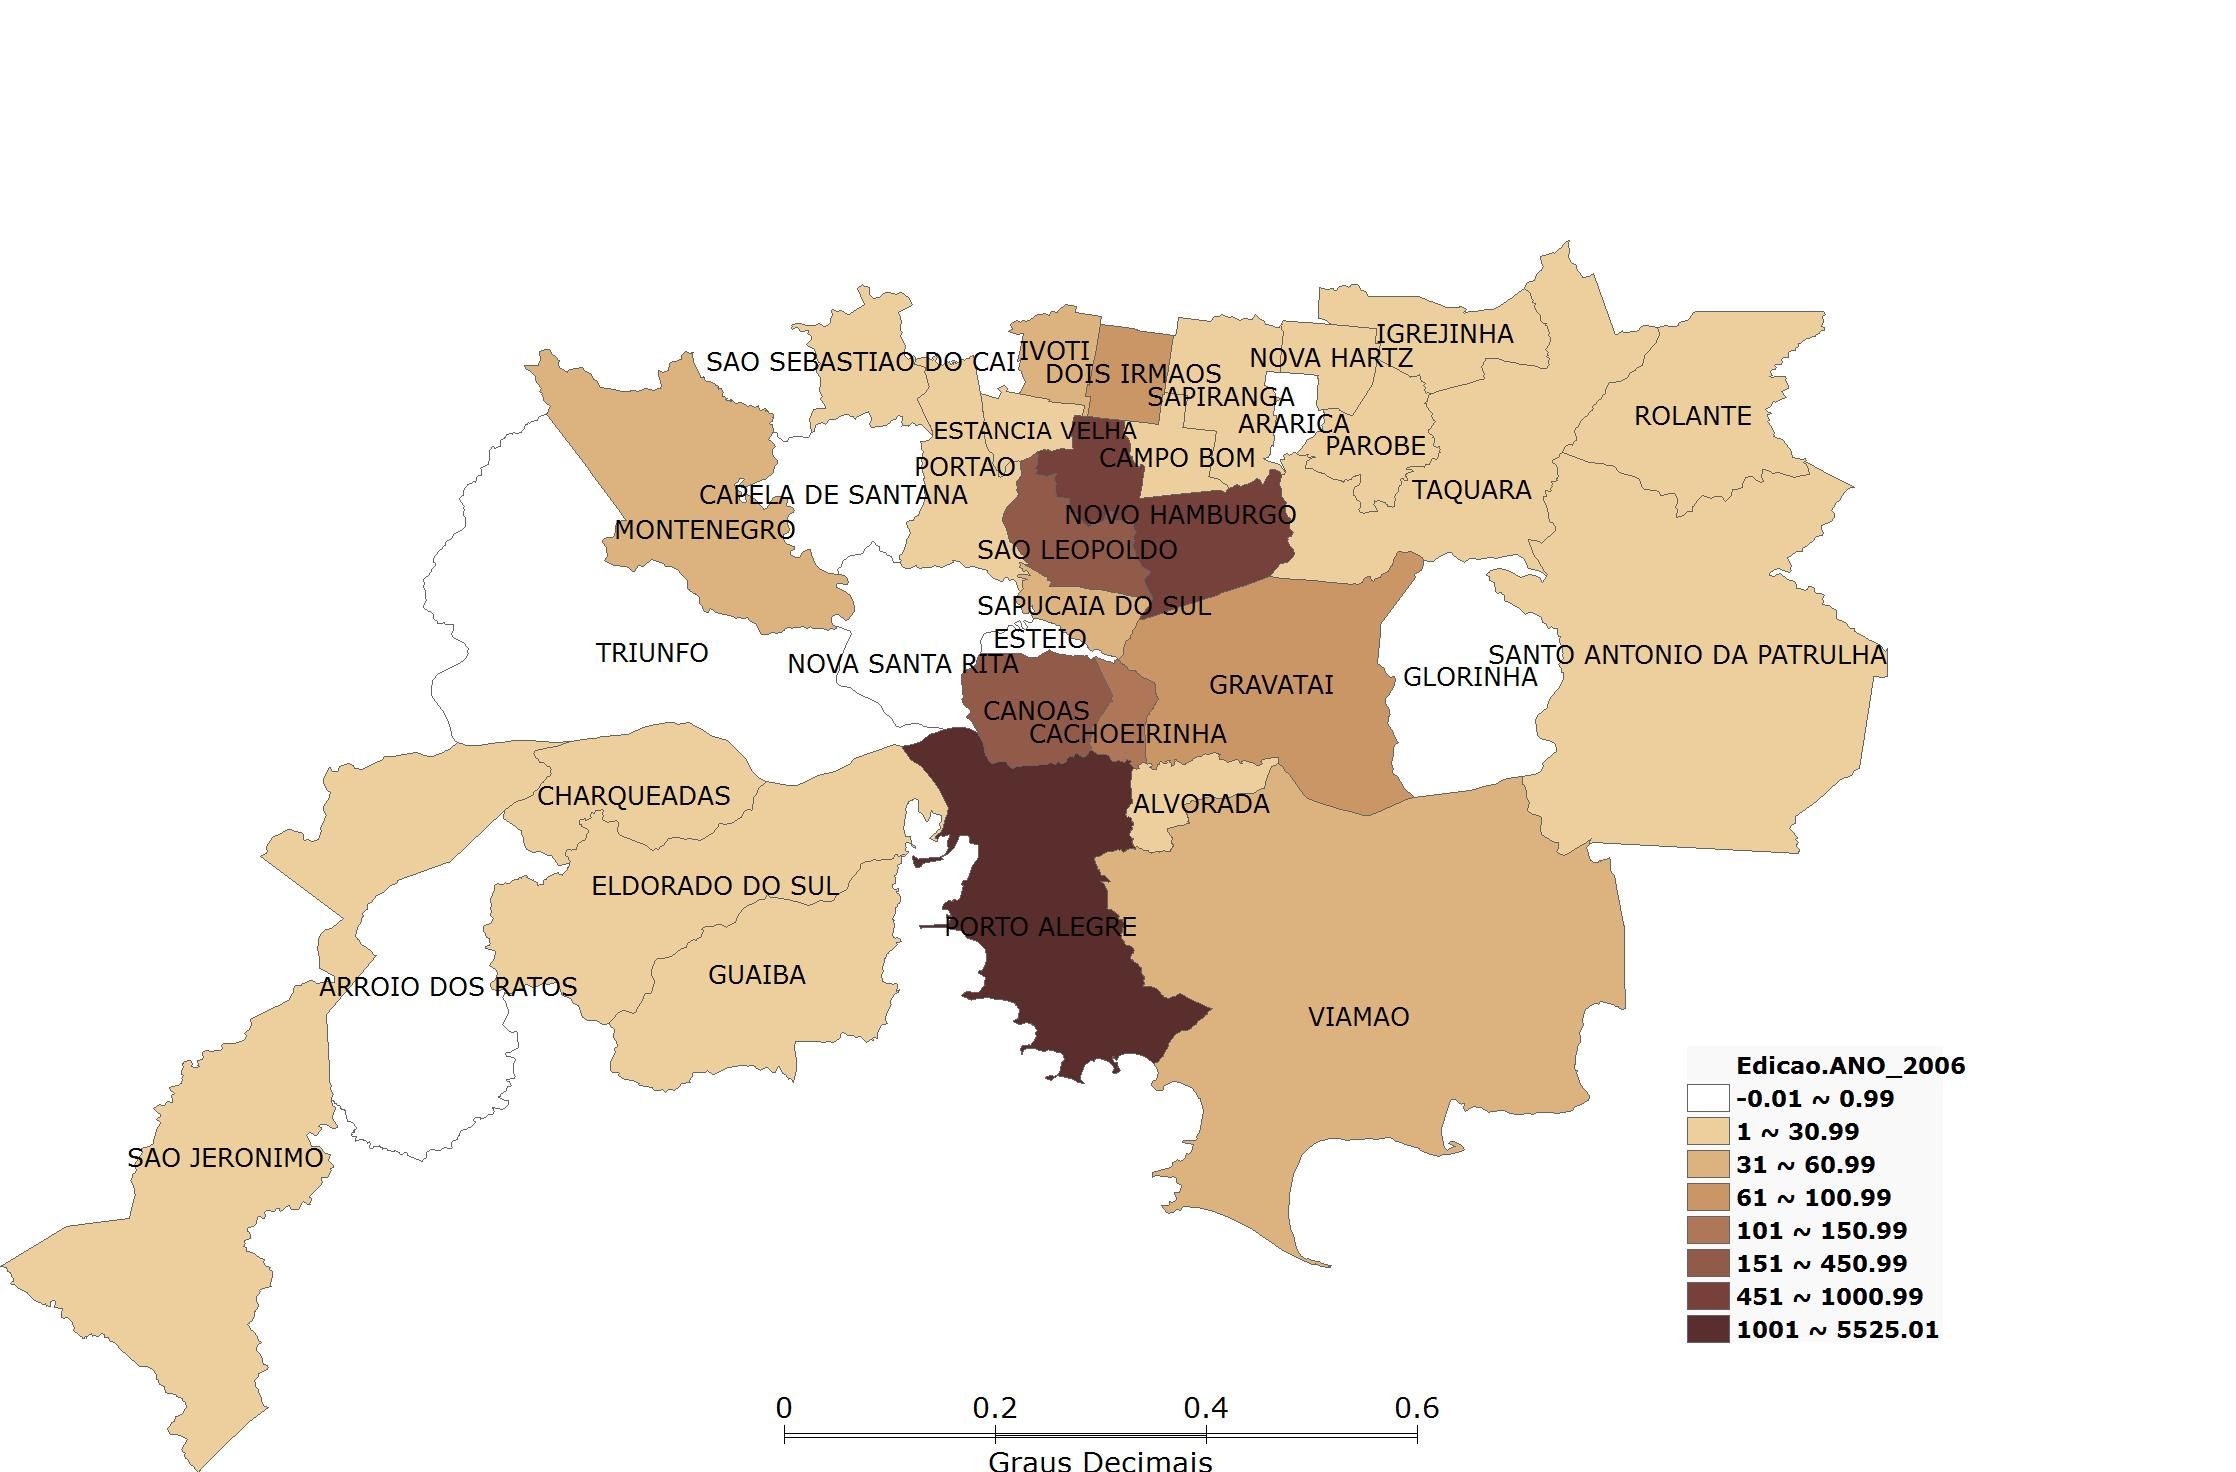 IGREJINHA
IVOTI
NOVA HARTZ
SAO SEBASTIAO DO CAI
DOIS IRMAOS
SAPIRANGA
ROLANTE
ARARICA
ESTANCIA VELHA
PAROBE
CAMPO BOM
PORTAO
TAQUARA
CAPELA DE SANTANA
NOVO HAMBURGO
MONTENEGRO
SAO LEOPOLDO
SAPUCAIA DO SUL
ESTEIO
TRIUNFO
SANTO ANTONIO DA PATRULHA
NOVA SANTA RITA
GLORINHA
GRAVATAI
CANOAS
CACHOEIRINHA
CHARQUEADAS
ALVORADA
ELDORADO DO SUL
PORTO ALEGRE
GUAIBA
ARROIO DOS RATOS
VIAMAO
SAO JERONIMO
Edicao.ANO_2006
-0.01 ~ 0.99
1 ~ 30.99
31 ~ 60.99
61 ~ 100.99
101 ~ 150.99
151 ~ 450.99
451 ~ 1000.99
1001 ~ 5525.01
0 0.2 0.4 0.6
Graus Decimais